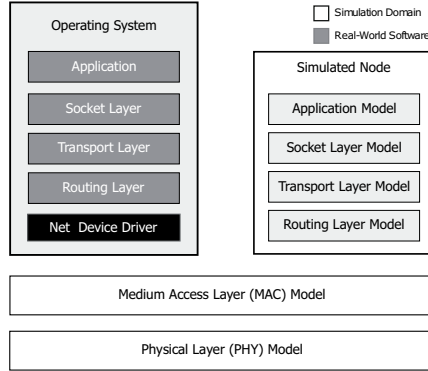 Operating System
Application
Socket Layer
Transport Layer
Routing Layer
Net Device Driver
Simulation Domain
Real-World Software
Simulated Node
Application Model
Socket Layer Model
Transport Layer Model
Routing Layer Model
Medium Access Layer (MAC) Model
Physical Layer (PHY) Model